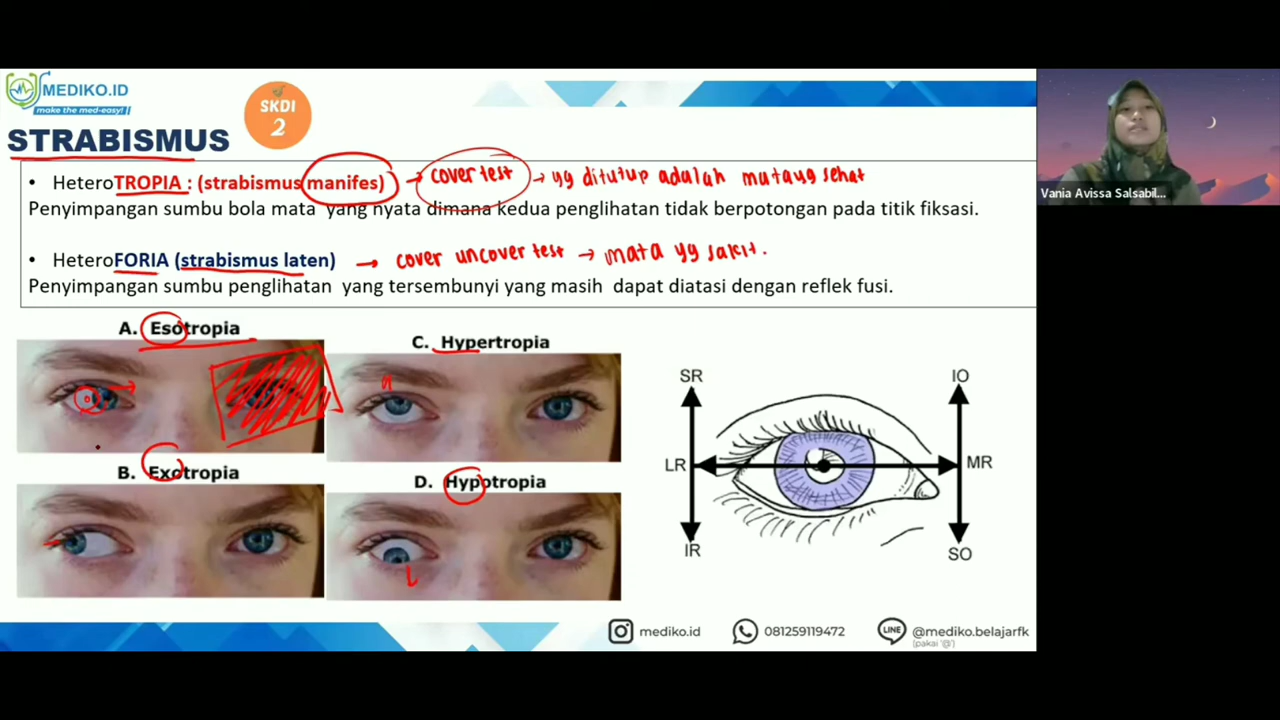 MEDIKO.ID
make the med-easy!
SKDI
2
STRABISMUS
• HeteroTROPIA : (strabismus manifes) → cover test → yg ditutup adalah mata yg sehat
Penyimpangan sumbu bola mata yang nyata dimana kedua penglihatan tidak berpotongan pada titik fiksasi.
• HeteroFORIA (strabismus laten) → cover uncover test → mata yg sakit.
Penyimpangan sumbu penglihatan yang tersembunyi yang masih dapat diatasi dengan reflek fusi.
A. Esotropia
C. Hypertropia
B. Exotropia
D. Hypotropia
SR
IO
LR
MR
IR
SO
mediko.id
081259119472
LINE
@mediko.belajarfk
(pakai '@')
Vania Avissa Salsabil...